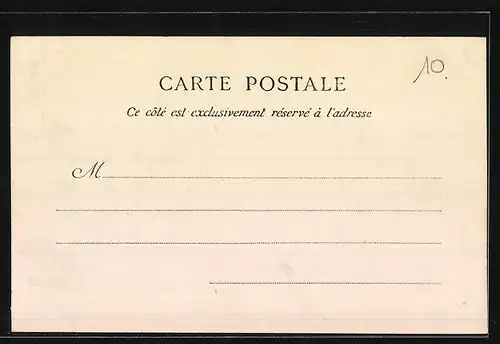 10.
CARTE POSTALE
Ce côté est exclusivement réservé à l'adresse
M